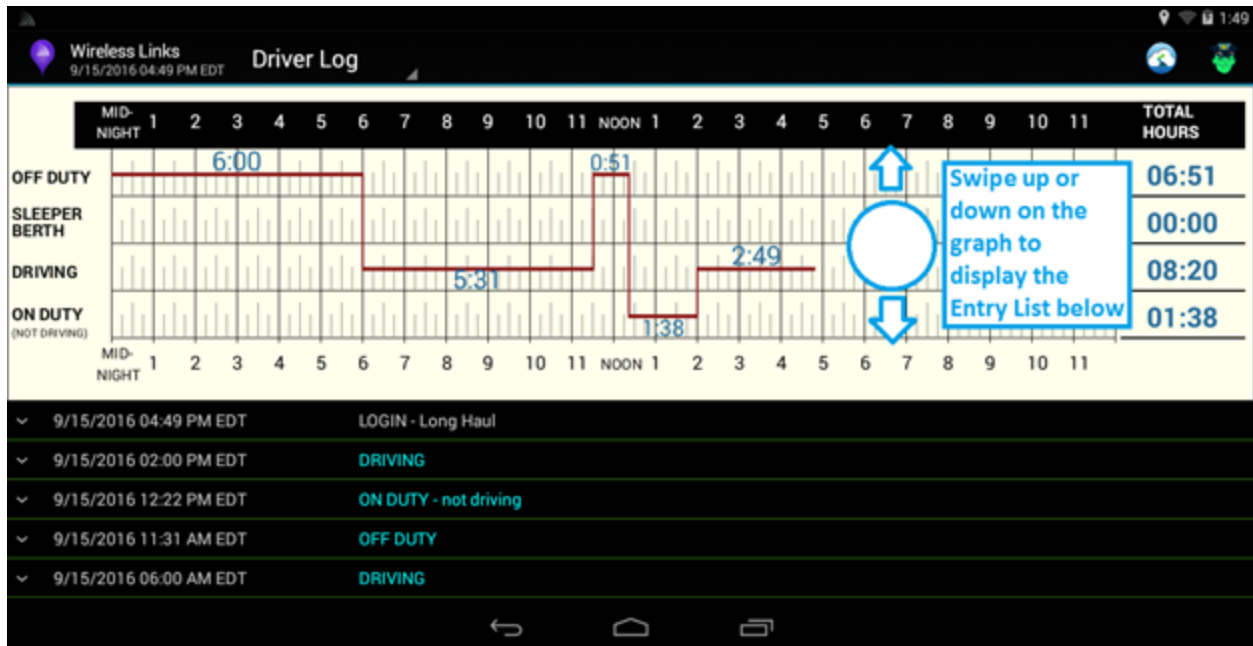 1:49
Wireless Links
9/15/2016 04:49 PM EDT
Driver Log
MID-NIGHT 1 2 3 4 5 6 7 8 9 10 11 NOON 1 2 3 4 5 6 7 8 9 10 11 TOTAL HOURS
OFF DUTY 6:00 0:51 06:51
SLEEPER BERTH 00:00
DRIVING 5:31 2:49 08:20
ON DUTY
(NOT DRIVING) 1:38 01:38
Swipe up or
down on the
graph to
display the
Entry List below
MID-NIGHT 1 2 3 4 5 6 7 8 9 10 11 NOON 1 2 3 4 5 6 7 8 9 10 11
9/15/2016 04:49 PM EDT LOGIN - Long Haul
9/15/2016 02:00 PM EDT DRIVING
9/15/2016 12:22 PM EDT ON DUTY - not driving
9/15/2016 11:31 AM EDT OFF DUTY
9/15/2016 06:00 AM EDT DRIVING